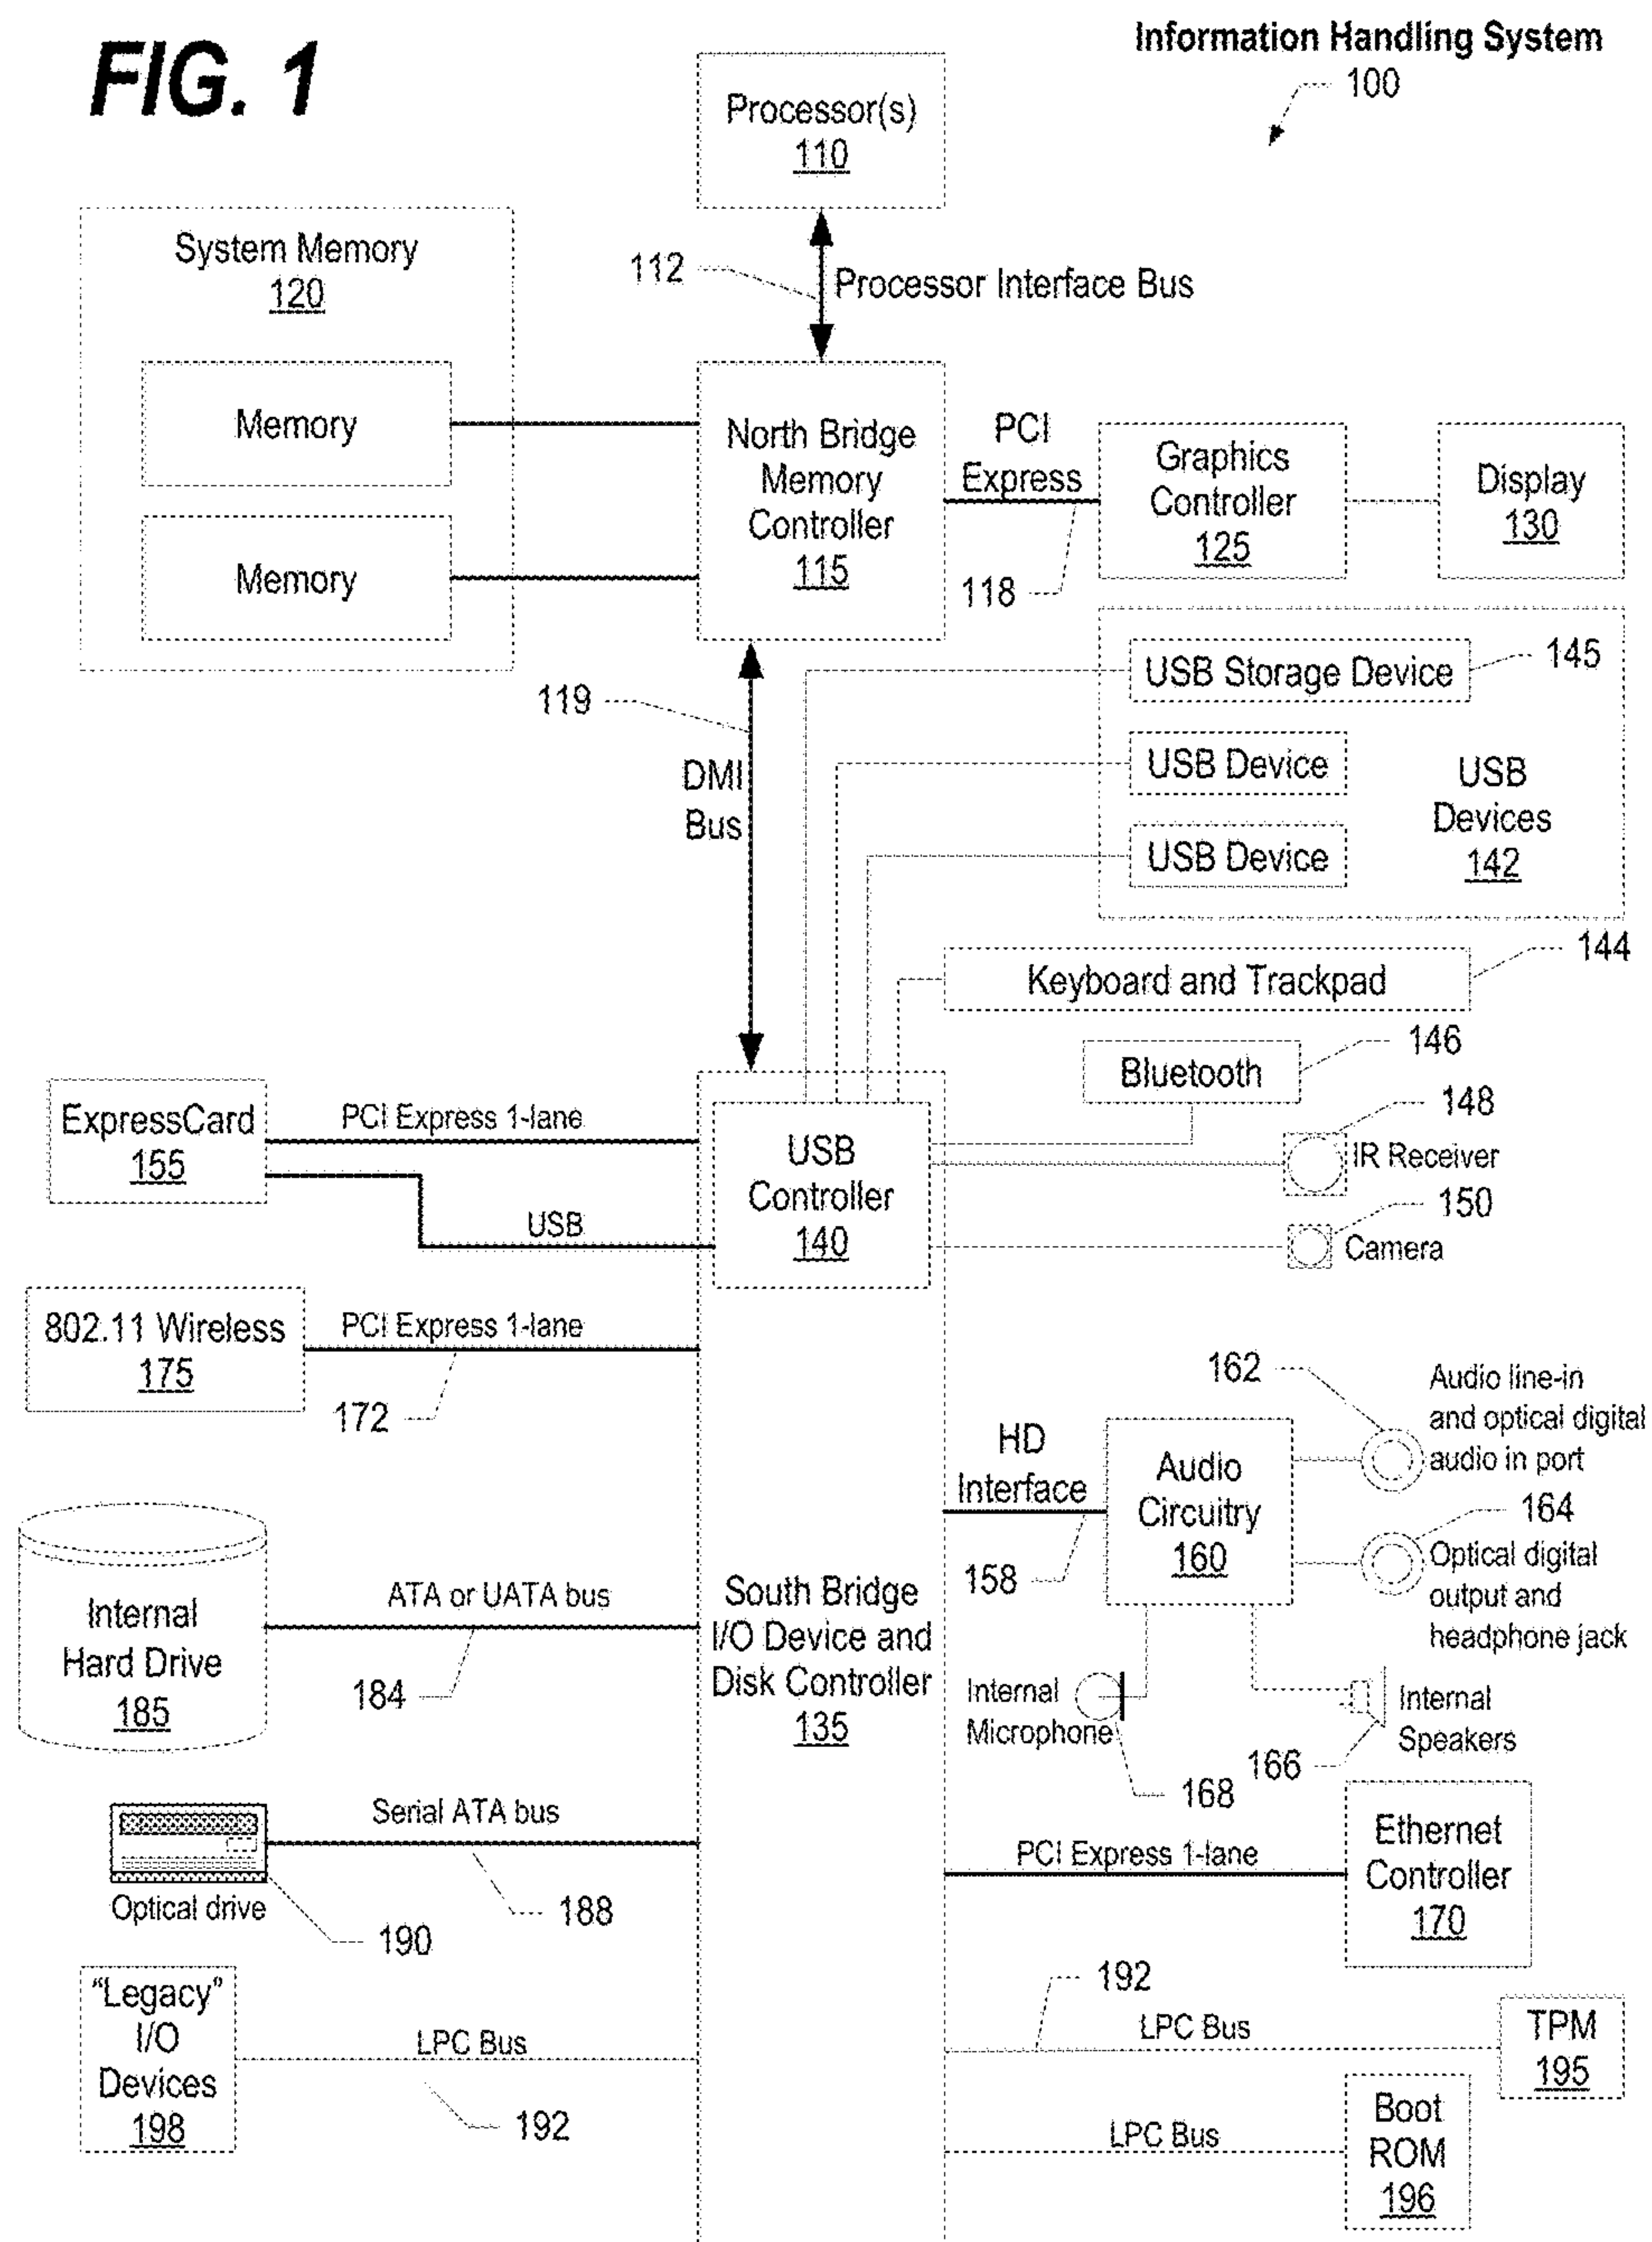 FIG. 1
Information Handling System
100
Processor(s)
110
System Memory
120
112
Processor Interface Bus
Memory
Memory
North Bridge
Memory
Controller
115
PCI
Express
118
Graphics
Controller
125
Display
130
119
DMI
Bus
USB Storage Device
145
USB Device
USB Device
USB
Devices
142
Keyboard and Trackpad
144
Bluetooth
146
148
IR Receiver
150
Camera
ExpressCard
155
PCI Express 1-lane
USB
USB
Controller
140
802.11 Wireless
175
PCI Express 1-lane
172
162
Audio line-in
and optical digital
audio in port
HD
Interface
158
Audio
Circuitry
160
164
Optical digital
output and
headphone jack
Internal
Hard Drive
185
ATA or UATA bus
184
South Bridge
I/O Device and
Disk Controller
135
Internal
Microphone
168
166
Internal
Speakers
Serial ATA bus
188
Optical drive
190
PCI Express 1-lane
Ethernet
Controller
170
"Legacy"
I/O
Devices
198
LPC Bus
192
192
LPC Bus
TPM
195
LPC Bus
Boot
ROM
196